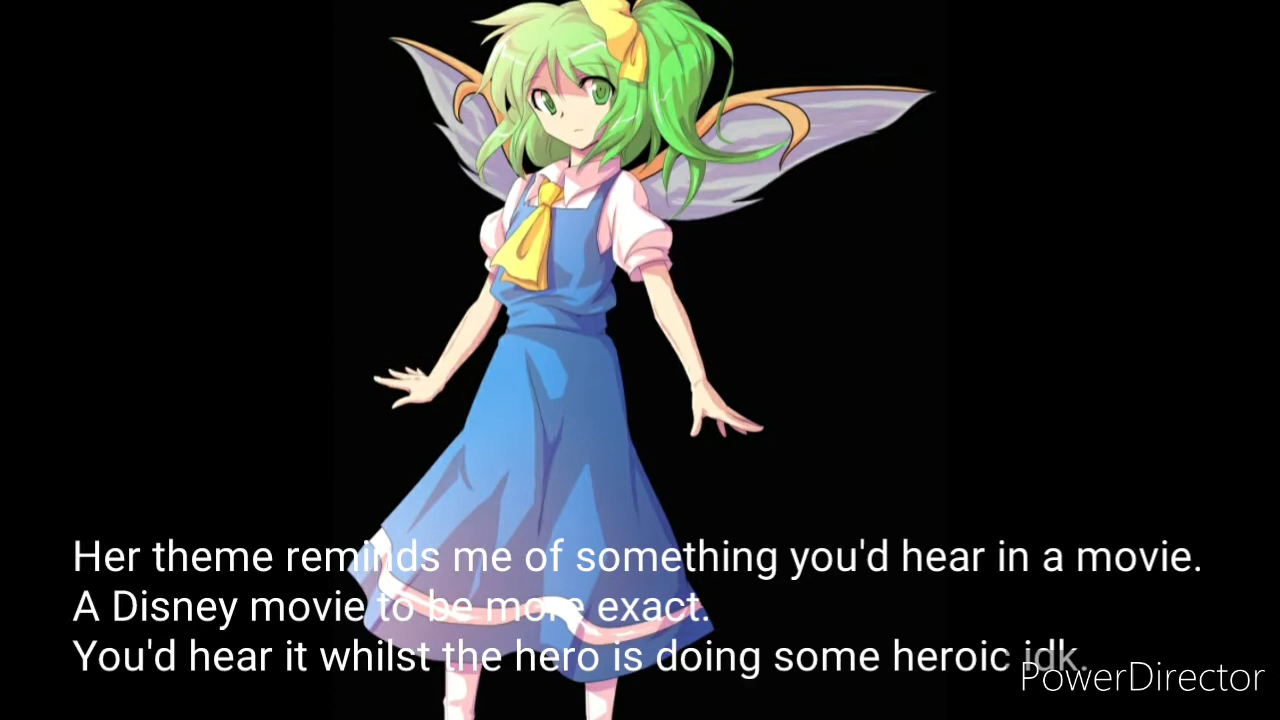 Her theme reminds me of something you'd hear in a movie.
A Disney movie to be more exact.
You'd hear it whilst the hero is doing some heroic idk.
PowerDirector